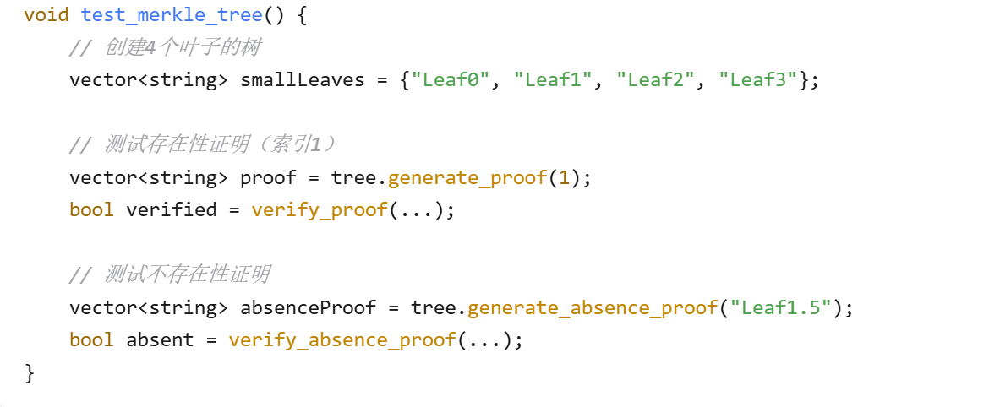 void test_merkle_tree() {
    // 创建4个叶子的树
    vector<string> smallLeaves = {"Leaf0", "Leaf1", "Leaf2", "Leaf3"};

    // 测试存在性证明（索引1）
    vector<string> proof = tree.generate_proof(1);
    bool verified = verify_proof(...);

    // 测试不存在性证明
    vector<string> absenceProof = tree.generate_absence_proof("Leaf1.5");
    bool absent = verify_absence_proof(...);
}